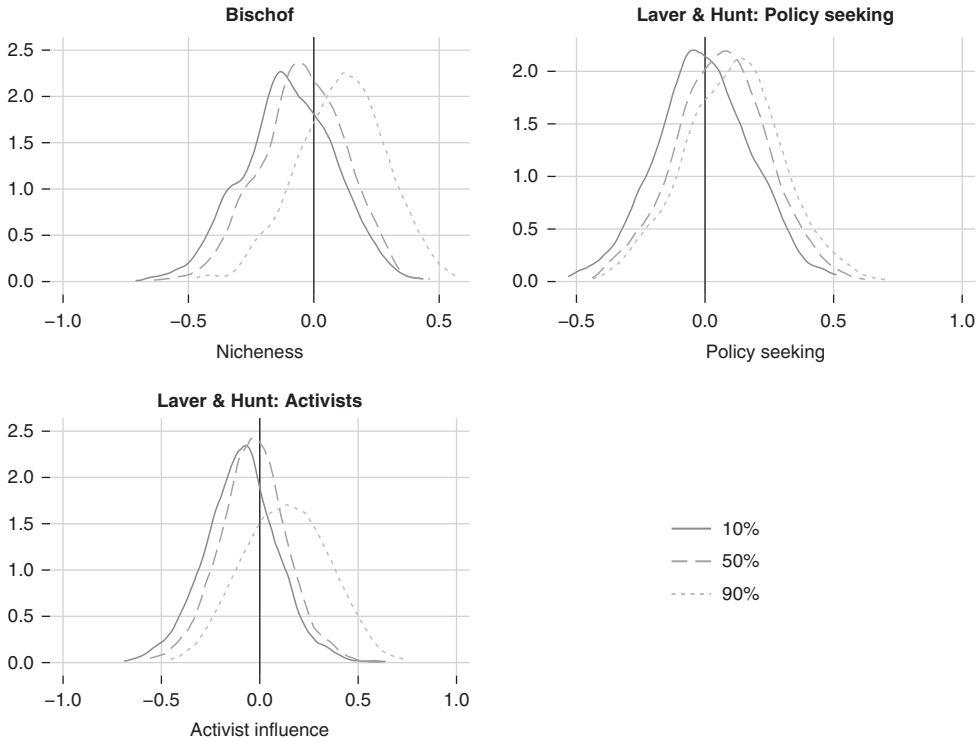 Bischof
2.5
2.0
1.5
1.0
0.5
0.0
−1.0 −0.5 0.0 0.5
Nicheness
Laver & Hunt: Policy seeking
2.0
1.5
1.0
0.5
0.0
−0.5 0.0 0.5 1.0
Policy seeking
Laver & Hunt: Activists
2.5
2.0
1.5
1.0
0.5
0.0
−1.0 −0.5 0.0 0.5 1.0
Activist influence
10%
50%
90%